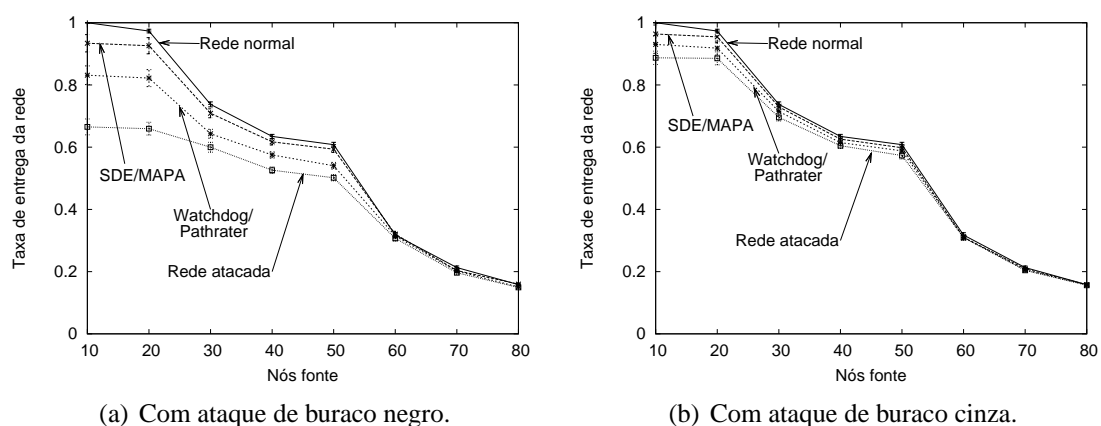 Taxa de entrega da rede
1
0.8
0.6
0.4
0.2
0
10 20 30 40 50 60 70 80
Nós fonte
Rede normal
SDE/MAPA
Watchdog/
Pathrater
Rede atacada
(a) Com ataque de buraco negro.
Taxa de entrega da rede
1
0.8
0.6
0.4
0.2
0
10 20 30 40 50 60 70 80
Nós fonte
Rede normal
SDE/MAPA
Watchdog/
Pathrater
Rede atacada
(b) Com ataque de buraco cinza.